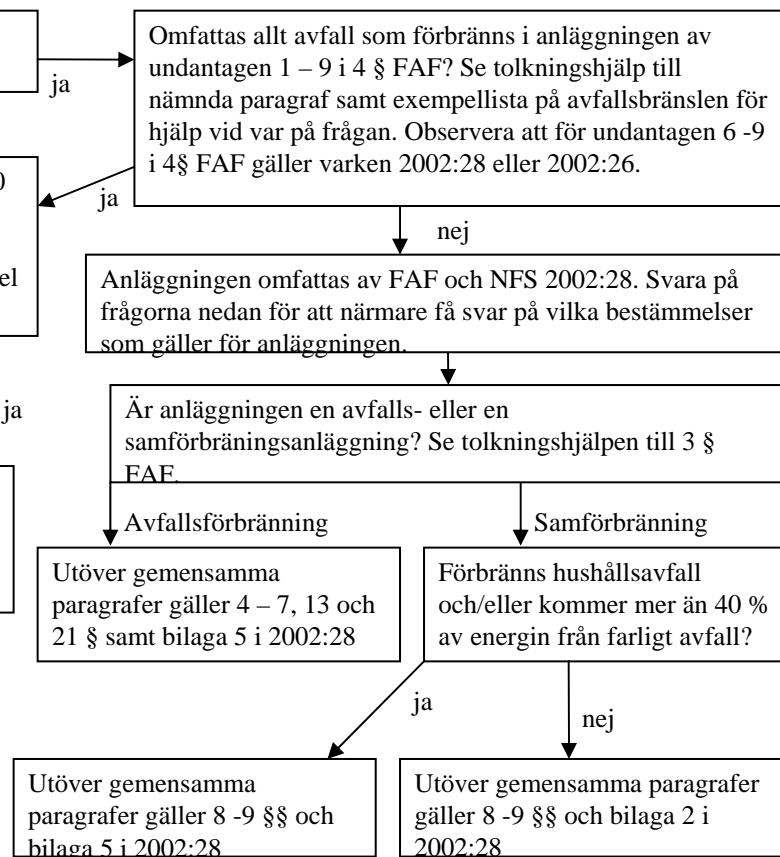 Omfattas allt avfall som förbränns i anläggningen av
undantagen 1 – 9 i 4 § FAF? Se tolkningshjälp till
nämnda paragraf samt exempellista på avfallsbränslen för
hjälp vid var på frågan. Observera att för undantagen 6 -9
i 4§ FAF gäller varken 2002:28 eller 2002:26.
ja
0
el
ja
nej
Anläggningen omfattas av FAF och NFS 2002:28. Svara på
frågorna nedan för att närmare få svar på vilka bestämmelser
som gäller för anläggningen.
ja
Är anläggningen en avfalls- eller en
samförbräningsanläggning? Se tolkningshjälpen till 3 §
FAF.
Avfallsförbränning
Samförbränning
Utöver gemensamma
paragrafer gäller 4 – 7, 13 och
21 § samt bilaga 5 i 2002:28
Förbränns hushållsavfall
och/eller kommer mer än 40 %
av energin från farligt avfall?
ja
nej
Utöver gemensamma
paragrafer gäller 8 -9 §§ och
bilaga 5 i 2002:28
Utöver gemensamma paragrafer
gäller 8 -9 §§ och bilaga 2 i
2002:28